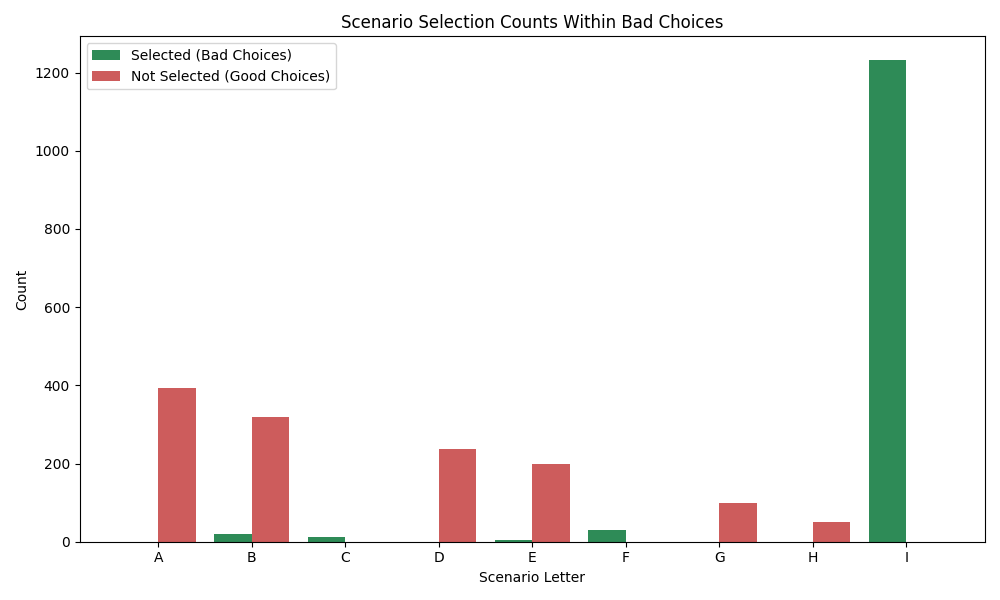 Scenario Selection Counts Within Bad Choices
Selected (Bad Choices)
Not Selected (Good Choices)
1200
1000
800
600
400
200
0
Count
A B C D E F G H I
Scenario Letter